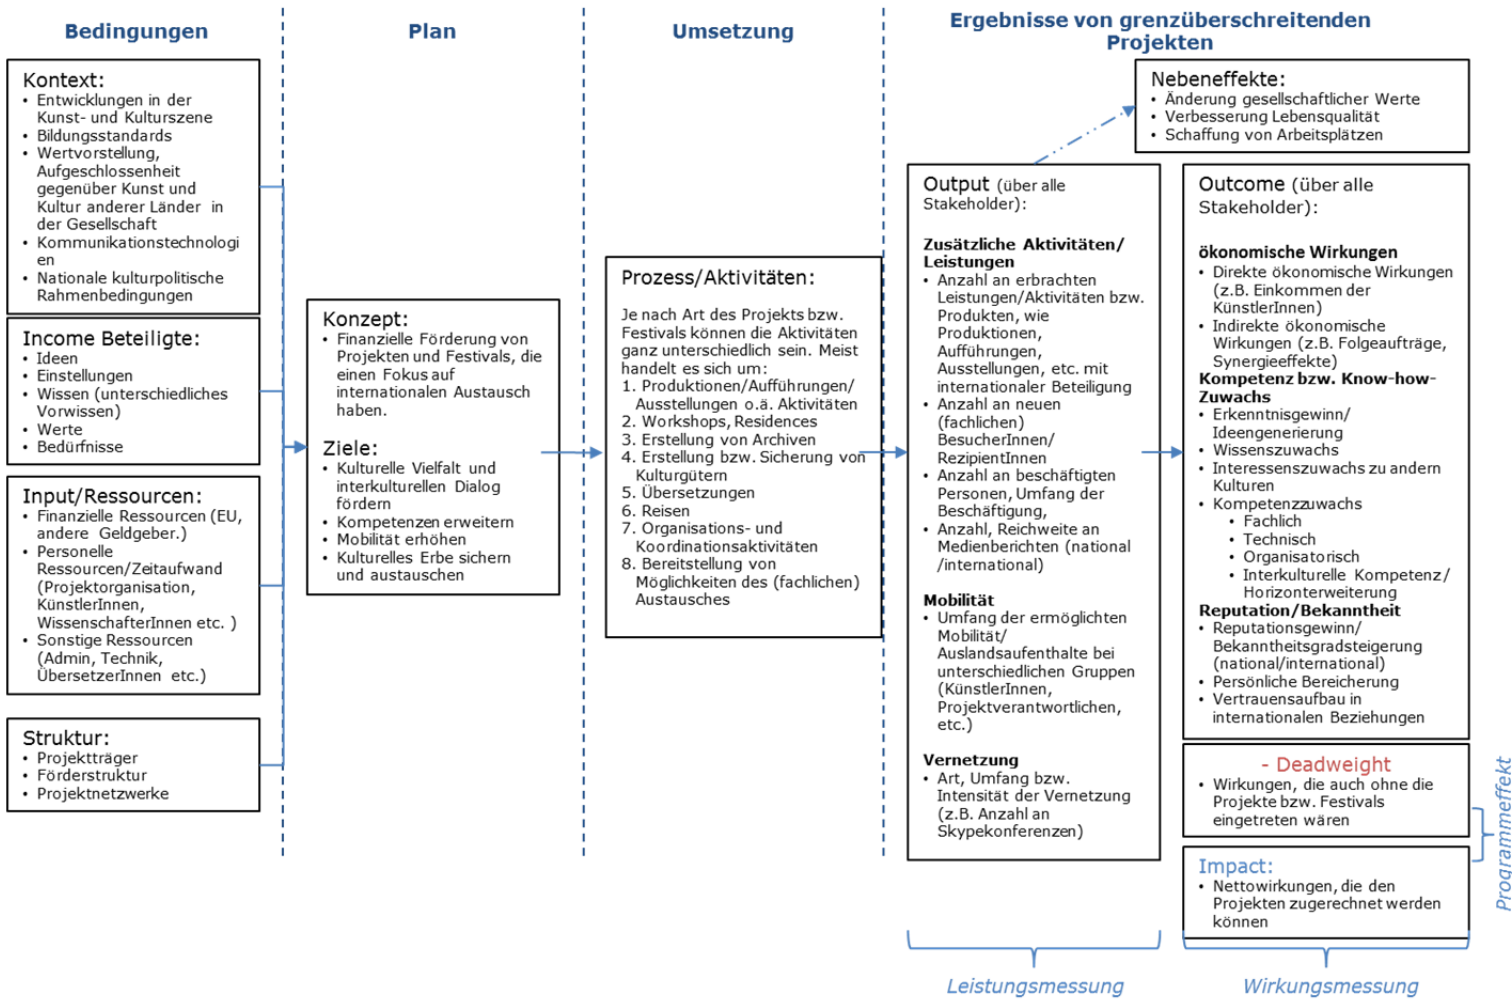 Bedingungen
Plan
Umsetzung
Ergebnisse von grenzüberschreitenden
Projekten
Kontext:
• Entwicklungen in der
Kunst- und Kulturszene
• Bildungsstandards
• Wertvorstellung,
Aufgeschlossenheit
gegenüber Kunst und
Kultur anderer Länder in
der Gesellschaft
• Kommunikationstechnologi
en
• Nationale kulturpolitische
Rahmenbedingungen
Income Beteiligte:
• Ideen
• Einstellungen
• Wissen (unterschiedliches
Vorwissen)
• Werte
• Bedürfnisse
Input/Ressourcen:
• Finanzielle Ressourcen (EU,
andere Geldgeber.)
• Personelle
Ressourcen/Zeitaufwand
(Projektorganisation,
KünstlerInnen,
WissenschafterInnen etc. )
• Sonstige Ressourcen
(Admin, Technik,
ÜbersetzerInnen etc.)
Struktur:
• Projektträger
• Förderstruktur
• Projektnetzwerke
Konzept:
• Finanzielle Förderung von
Projekten und Festivals, die
einen Fokus auf
internationalen Austausch
haben.
Ziele:
• Kulturelle Vielfalt und
interkulturellen Dialog
fördern
• Kompetenzen erweitern
• Mobilität erhöhen
• Kulturelles Erbe sichern
und austauschen
Prozess/Aktivitäten:
Je nach Art des Projekts bzw.
Festivals können die Aktivitäten
ganz unterschiedlich sein. Meist
handelt es sich um:
1. Produktionen/Aufführungen/
Ausstellungen o.ä. Aktivitäten
2. Workshops, Residences
3. Erstellung von Archiven
4. Erstellung bzw. Sicherung von
Kulturgütern
5. Übersetzungen
6. Reisen
7. Organisations- und
Koordinationsaktivitäten
8. Bereitstellung von
Möglichkeiten des (fachlichen)
Austausches
Output (über alle
Stakeholder):
Zusätzliche Aktivitäten/
Leistungen
• Anzahl an erbrachten
Leistungen/Aktivitäten bzw.
Produkten, wie
Produktionen,
Aufführungen,
Ausstellungen, etc. mit
internationaler Beteiligung
• Anzahl an neuen
(fachlichen)
BesucherInnen/
RezipientInnen
• Anzahl an beschäftigten
Personen, Umfang der
Beschäftigung,
• Anzahl, Reichweite an
Medienberichten (national
/international)
Mobilität
• Umfang der ermöglichten
Mobilität/
Auslandsaufenthalte bei
unterschiedlichen Gruppen
(KünstlerInnen,
Projektverantwortlichen,
etc.)
Vernetzung
• Art, Umfang bzw.
Intensität der Vernetzung
(z.B. Anzahl an
Skypekonferenzen)
Leistungsmessung
Nebeneffekte:
• Änderung gesellschaftlicher Werte
• Verbesserung Lebensqualität
• Schaffung von Arbeitsplätzen
Outcome (über alle
Stakeholder):
ökonomische Wirkungen
• Direkte ökonomische Wirkungen
(z.B. Einkommen der
KünstlerInnen)
• Indirekte ökonomische
Wirkungen (z.B. Folgeaufträge,
Synergieeffekte)
Kompetenz bzw. Know-how-
Zuwachs
• Erkenntnisgewinn/
Ideengenerierung
• Wissenszuwachs
• Interessenszuwachs zu andern
Kulturen
• Kompetenzzuwachs
• Fachlich
• Technisch
• Organisatorisch
• Interkulturelle Kompetenz/
Horizonterweiterung
Reputation/Bekanntheit
• Reputationsgewinn/
Bekanntheitsgradsteigerung
(national/international)
• Persönliche Bereicherung
• Vertrauensaufbau in
internationalen Beziehungen
- Deadweight
• Wirkungen, die auch ohne die
Projekte bzw. Festivals
eingetreten wären
Impact:
• Nettowirkungen, die den
Projekten zugerechnet werden
können
Programmeffekt
Wirkungsmessung